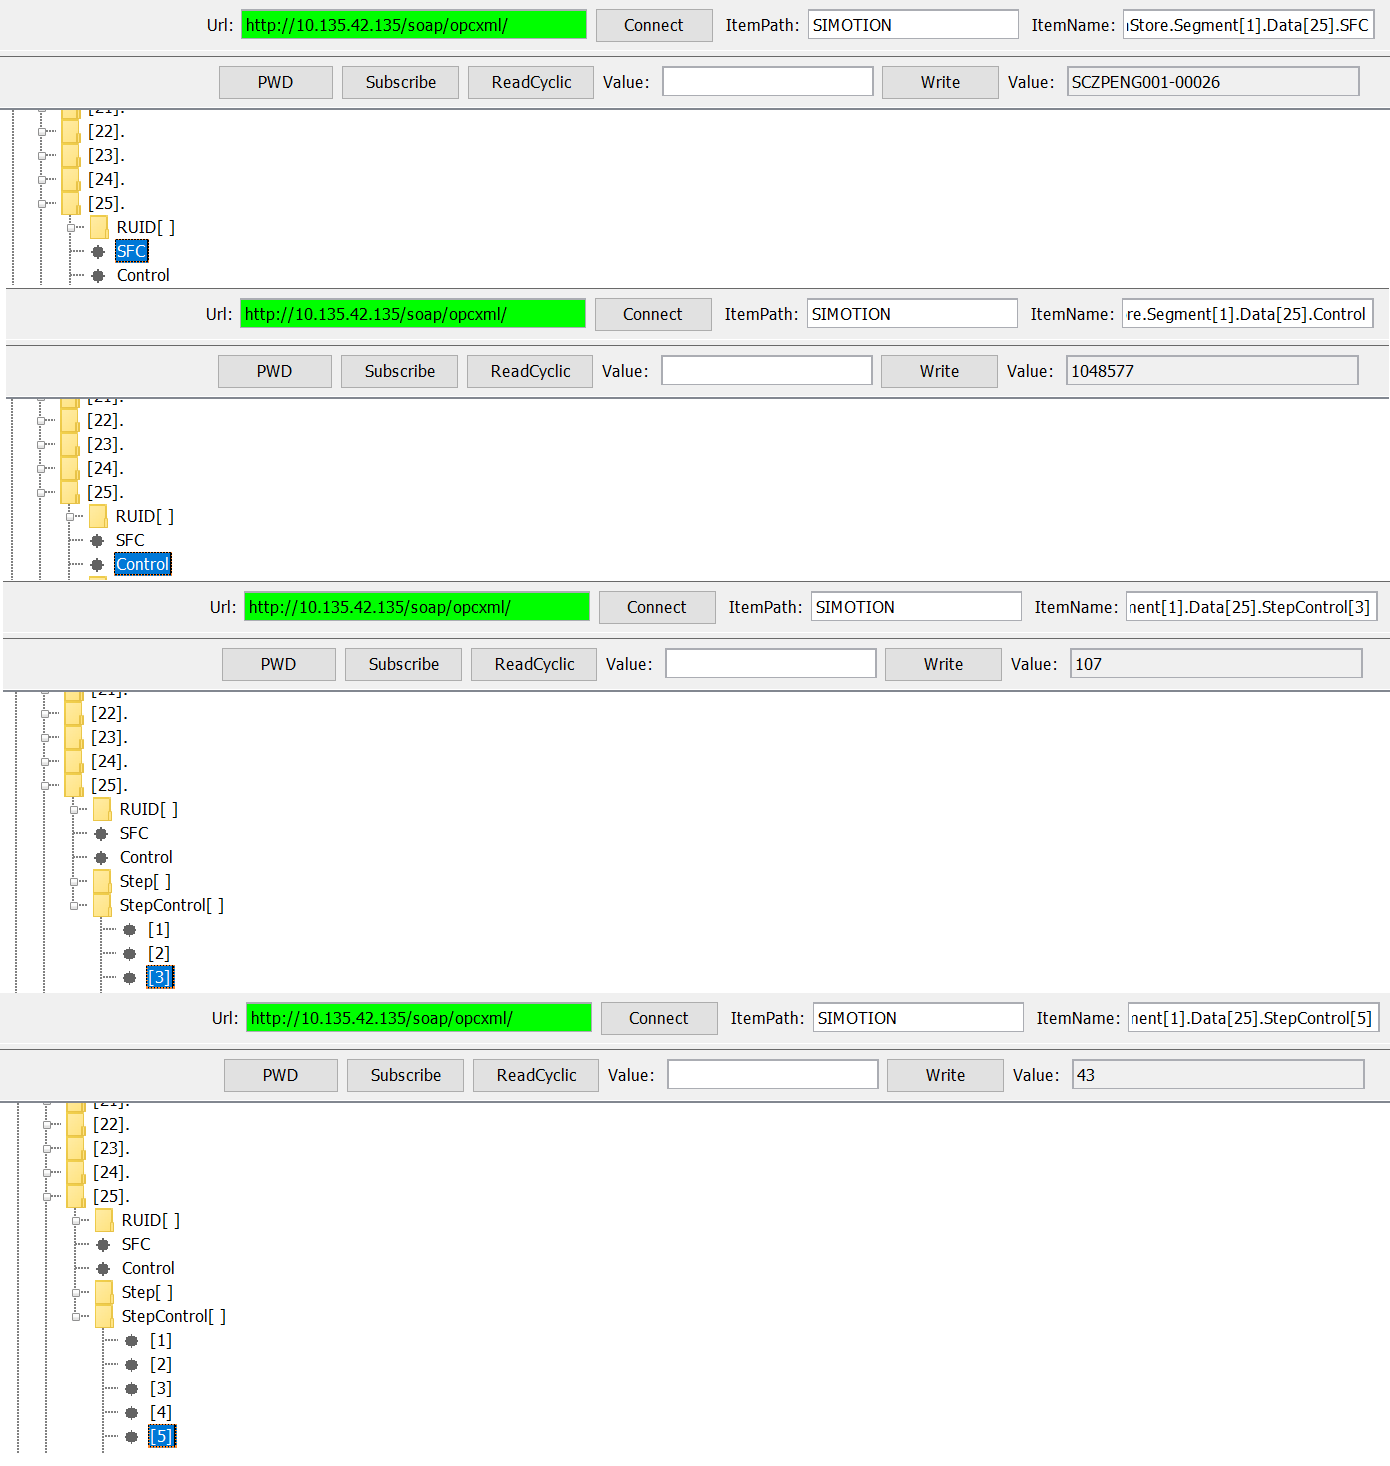 Url: http://10.135.42.135/soap/opcxml/ Connect ItemPath: SIMOTION ItemName: Store.Segment[1].Data[25].SFC
PWD Subscribe ReadCyclic Value: Write Value: SCZPENG001-00026
[21].
[22].
[23].
[24].
[25].
RUID[ ]
SFC
Control
Url: http://10.135.42.135/soap/opcxml/ Connect ItemPath: SIMOTION ItemName: re.Segment[1].Data[25].Control
PWD Subscribe ReadCyclic Value: Write Value: 1048577
[21].
[22].
[23].
[24].
[25].
RUID[ ]
SFC
Control
Url: http://10.135.42.135/soap/opcxml/ Connect ItemPath: SIMOTION ItemName: nent[1].Data[25].StepControl[3]
PWD Subscribe ReadCyclic Value: Write Value: 107
[21].
[22].
[23].
[24].
[25].
RUID[ ]
SFC
Control
Step[ ]
StepControl[ ]
[1]
[2]
[3]
Url: http://10.135.42.135/soap/opcxml/ Connect ItemPath: SIMOTION ItemName: nent[1].Data[25].StepControl[5]
PWD Subscribe ReadCyclic Value: Write Value: 43
[21].
[22].
[23].
[24].
[25].
RUID[ ]
SFC
Control
Step[ ]
StepControl[ ]
[1]
[2]
[3]
[4]
[5]